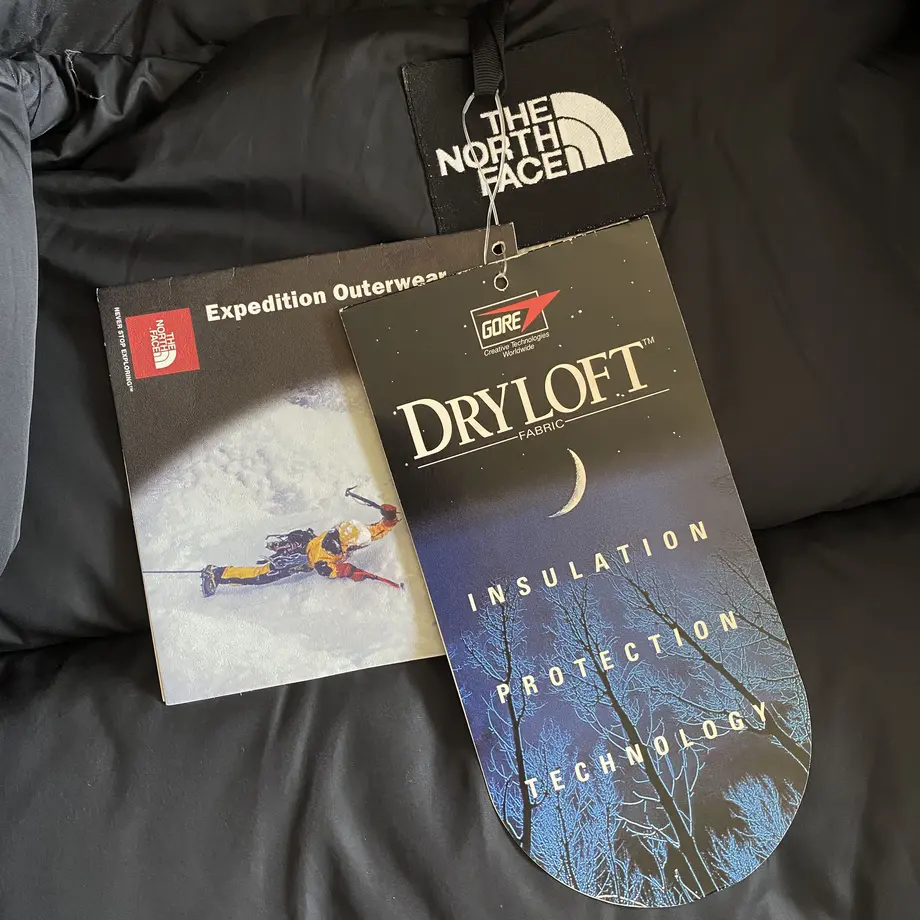 THE
NORTH
FACE
Expedition Outerwear
THE
NORTH
FACE
NEVER STOP EXPLORING™
GORE
Creative Technologies
Worldwide
DRYLOFT™
FABRIC
INSULATION
PROTECTION
TECHNOLOGY